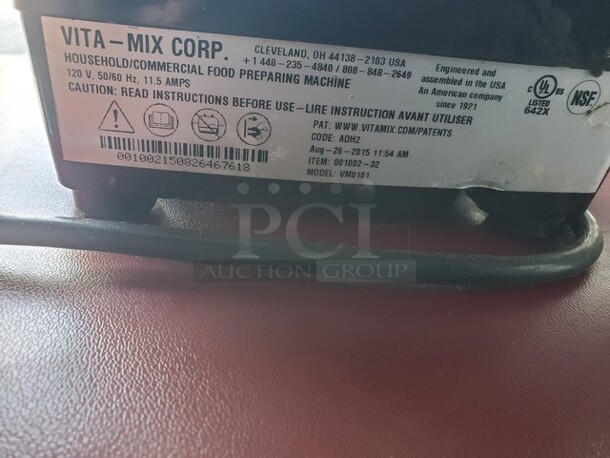 VITA-MIX CORP.
CLEVELAND, OH 44138-2103 USA
+1 440-235-4840 / 800-848-2649
HOUSEHOLD/COMMERCIAL FOOD PREPARING MACHINE
120 V, 50/60 Hz, 11.5 AMPS
CAUTION: READ INSTRUCTIONS BEFORE USE-LIRE INSTRUCTION AVANT UTILISER
Engineered and
assembled in the USA
An American company
since 1921
C UL US
LISTED
642X
NSF
PAT: WWW.VITAMIX.COM/PATENTS
CODE: ADH2
Aug-26-2015 11:54 AM
ITEM: 001002-32
MODEL: VM0101
001002150826467618
PCI
AUCTION GROUP